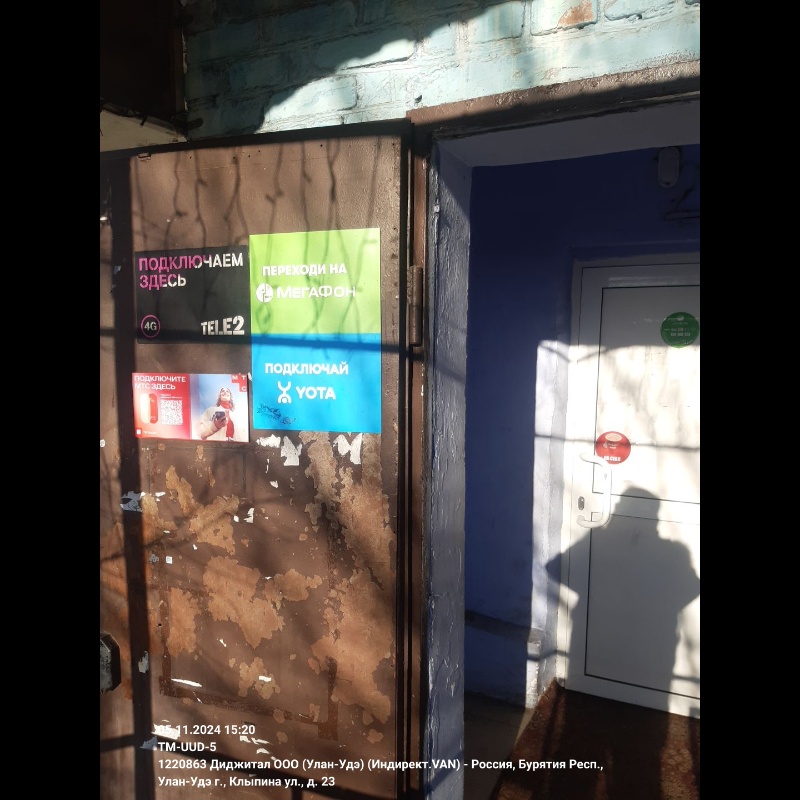 ПОДКЛЮЧАЕМ
ЗДЕСЬ
4G
TELE2
ПЕРЕХОДИ НА
МЕГАФОН
ПОДКЛЮЧАЙ
YOTA
ПОДКЛЮЧИТЕ
МТС ЗДЕСЬ
05.11.2024 15:20
TM-UUD-5
1220863 Диджитал ООО (Улан-Удэ) (Индирект.VAN) - Россия, Бурятия Респ.,
Улан-Удэ г., Клыпина ул., д. 23